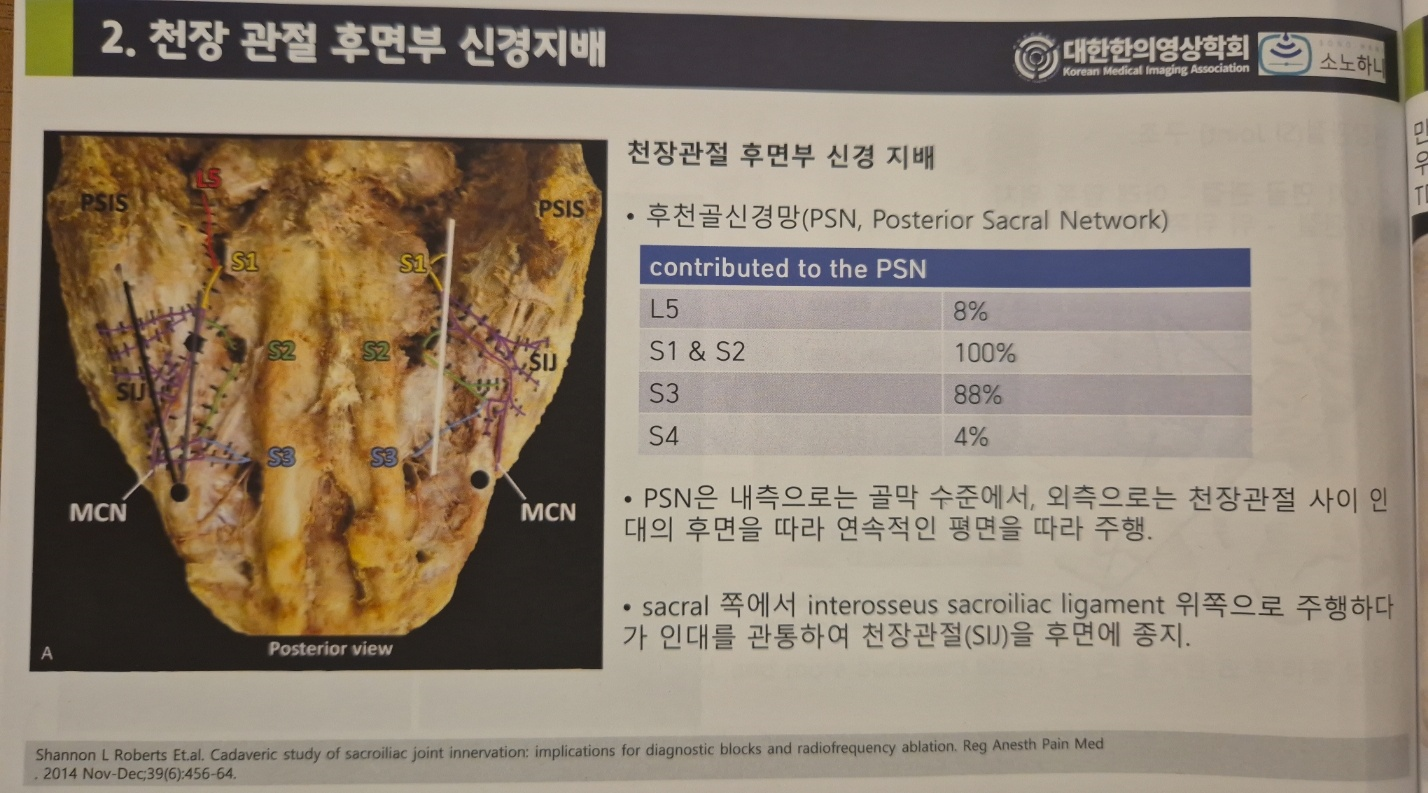 2. 천장 관절 후면부 신경지배
대한한의영상학회
Korean Medical Imaging Association
소노하니
천장관절 후면부 신경 지배
• 후천골신경망(PSN, Posterior Sacral Network)
contributed to the PSN
L5 8%
S1 & S2 100%
S3 88%
S4 4%
• PSN은 내측으로는 골막 수준에서, 외측으로는 천장관절 사이 인
대의 후면을 따라 연속적인 평면을 따라 주행.
• sacral 쪽에서 interosseus sacroiliac ligament 위쪽으로 주행하다
가 인대를 관통하여 천장관절(SIJ)을 후면에 종지.
L5
PSIS
PSIS
S1
S1
S2
S2
SIJ
SIJ
S3
S3
MCN
MCN
A
Posterior view
Shannon L Roberts Et.al. Cadaveric study of sacroiliac joint innervation: implications for diagnostic blocks and radiofrequency ablation. Reg Anesth Pain Med
. 2014 Nov-Dec;39(6):456-64.